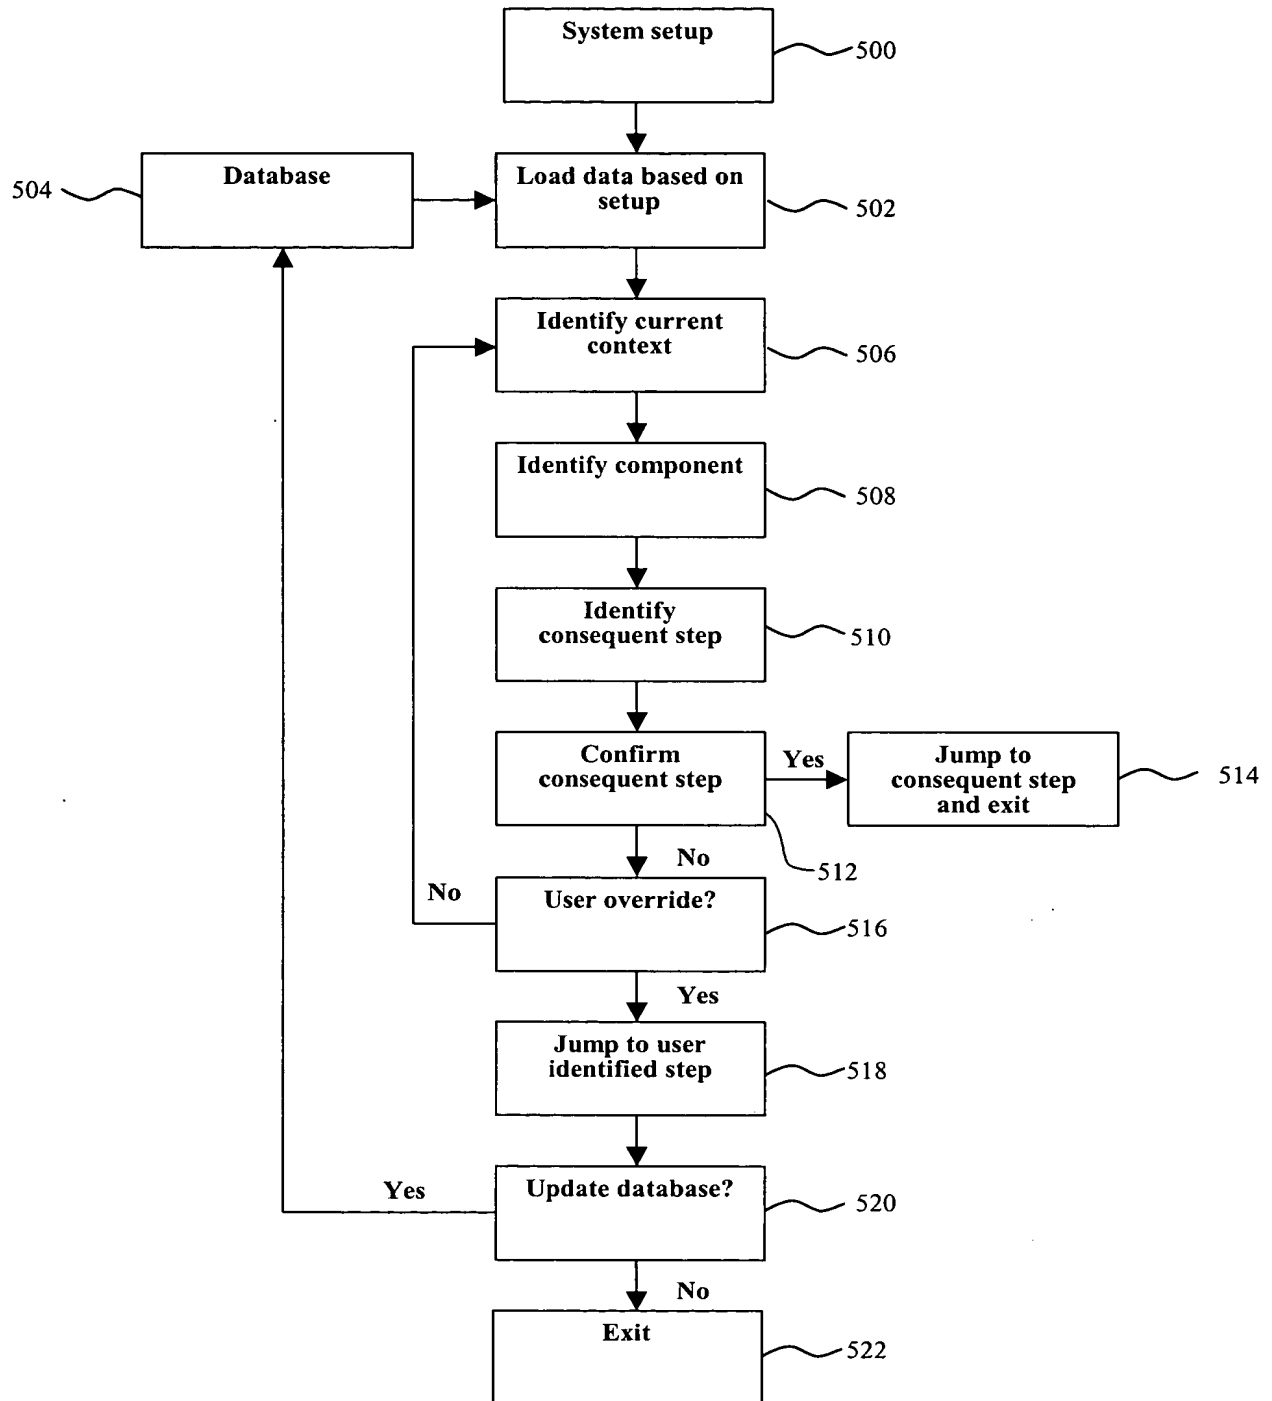 System setup
500
Database
504
Load data based on
setup
502
Identify current
context
506
Identify component
508
Identify
consequent step
510
Confirm
consequent step
Yes
Jump to
consequent step
and exit
514
512
No
No
User override?
516
Yes
Jump to user
identified step
518
Yes
Update database?
520
No
Exit
522